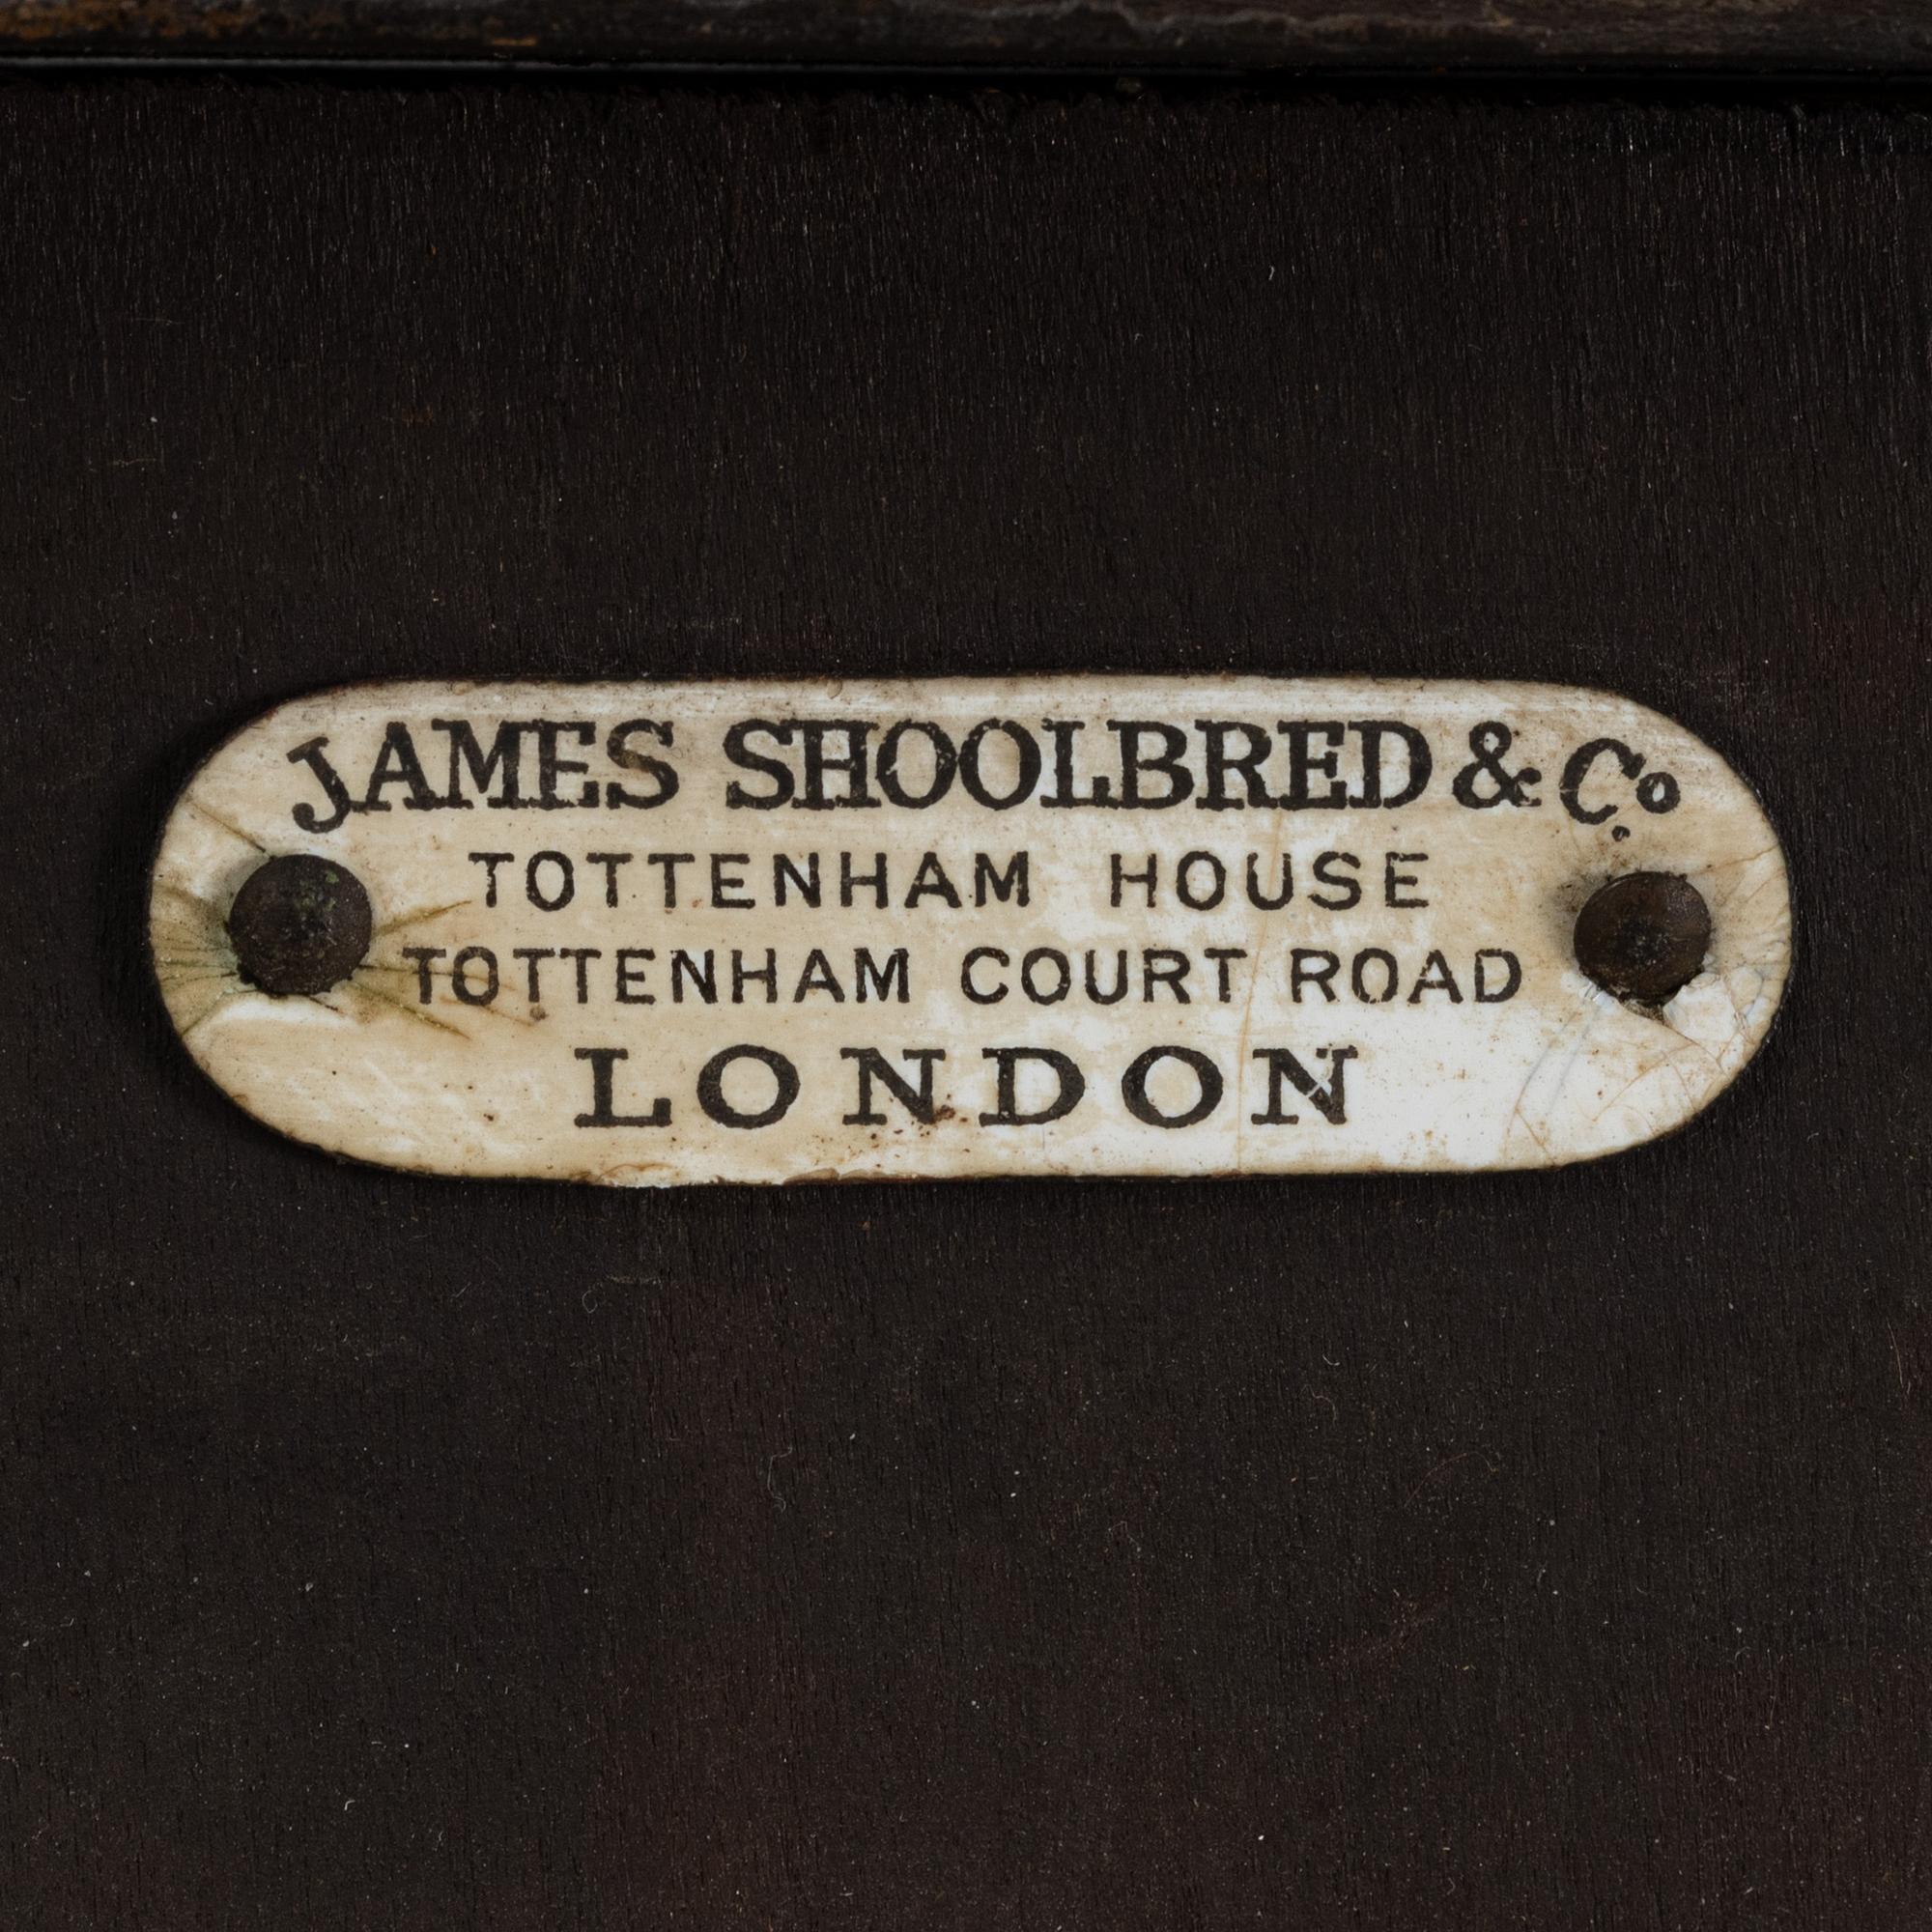 JAMES SHOOLBRED & Co.
TOTTENHAM HOUSE
TOTTENHAM COURT ROAD
LONDON